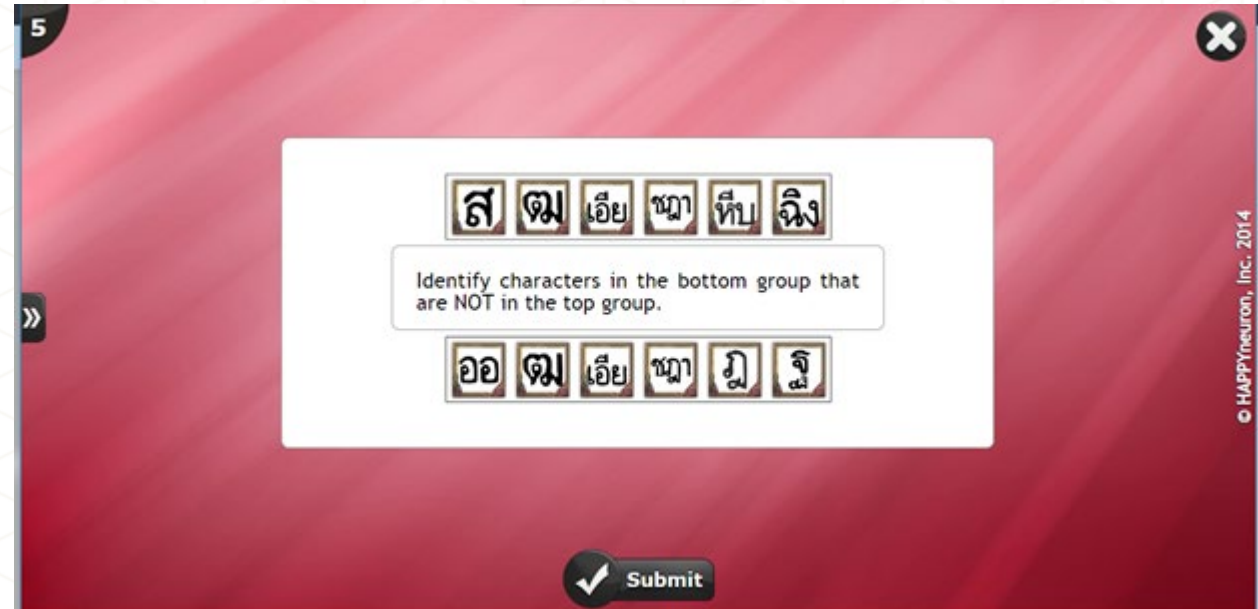 5
ส ฒ เอีย ชฎา หีบ ฉิ่ง
Identify characters in the bottom group that
are NOT in the top group.
ออ ฒ เอีย ชฎา ฎ ฐ
»
Submit
© HAPPYneuron, Inc. 2014